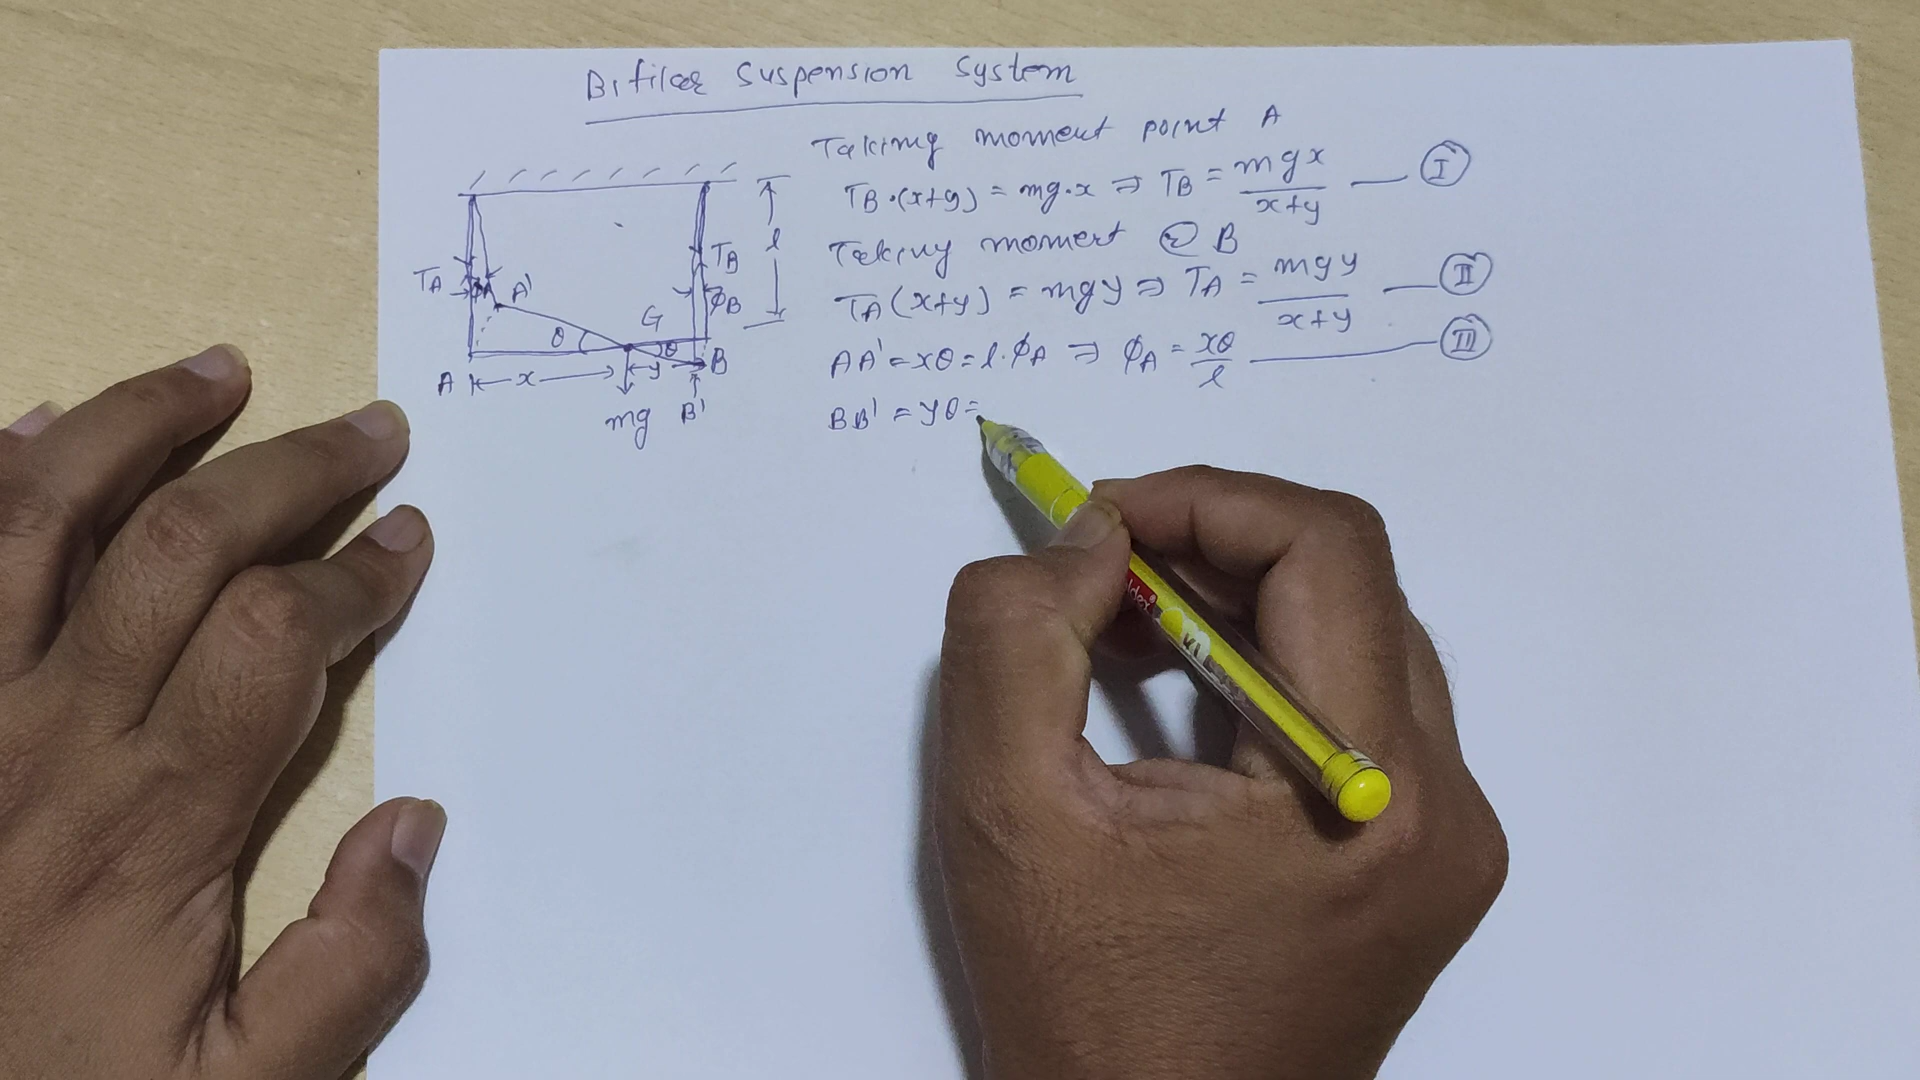 Bifilar Suspension System
Taking moment point A
TB.(x+y) = mg.x ⇒ TB = mgx/x+y — I
Taking moment @ B
TA(x+y) = mgy ⇒ TA = mgy/x+y — II
AA' = xθ = l.ϕA ⇒ ϕA = xθ/l — III
BB' = yθ =
l
TA
TB
ϕA
A'
ϕB
G
θ
θ
A
x
y
B
mg
B'